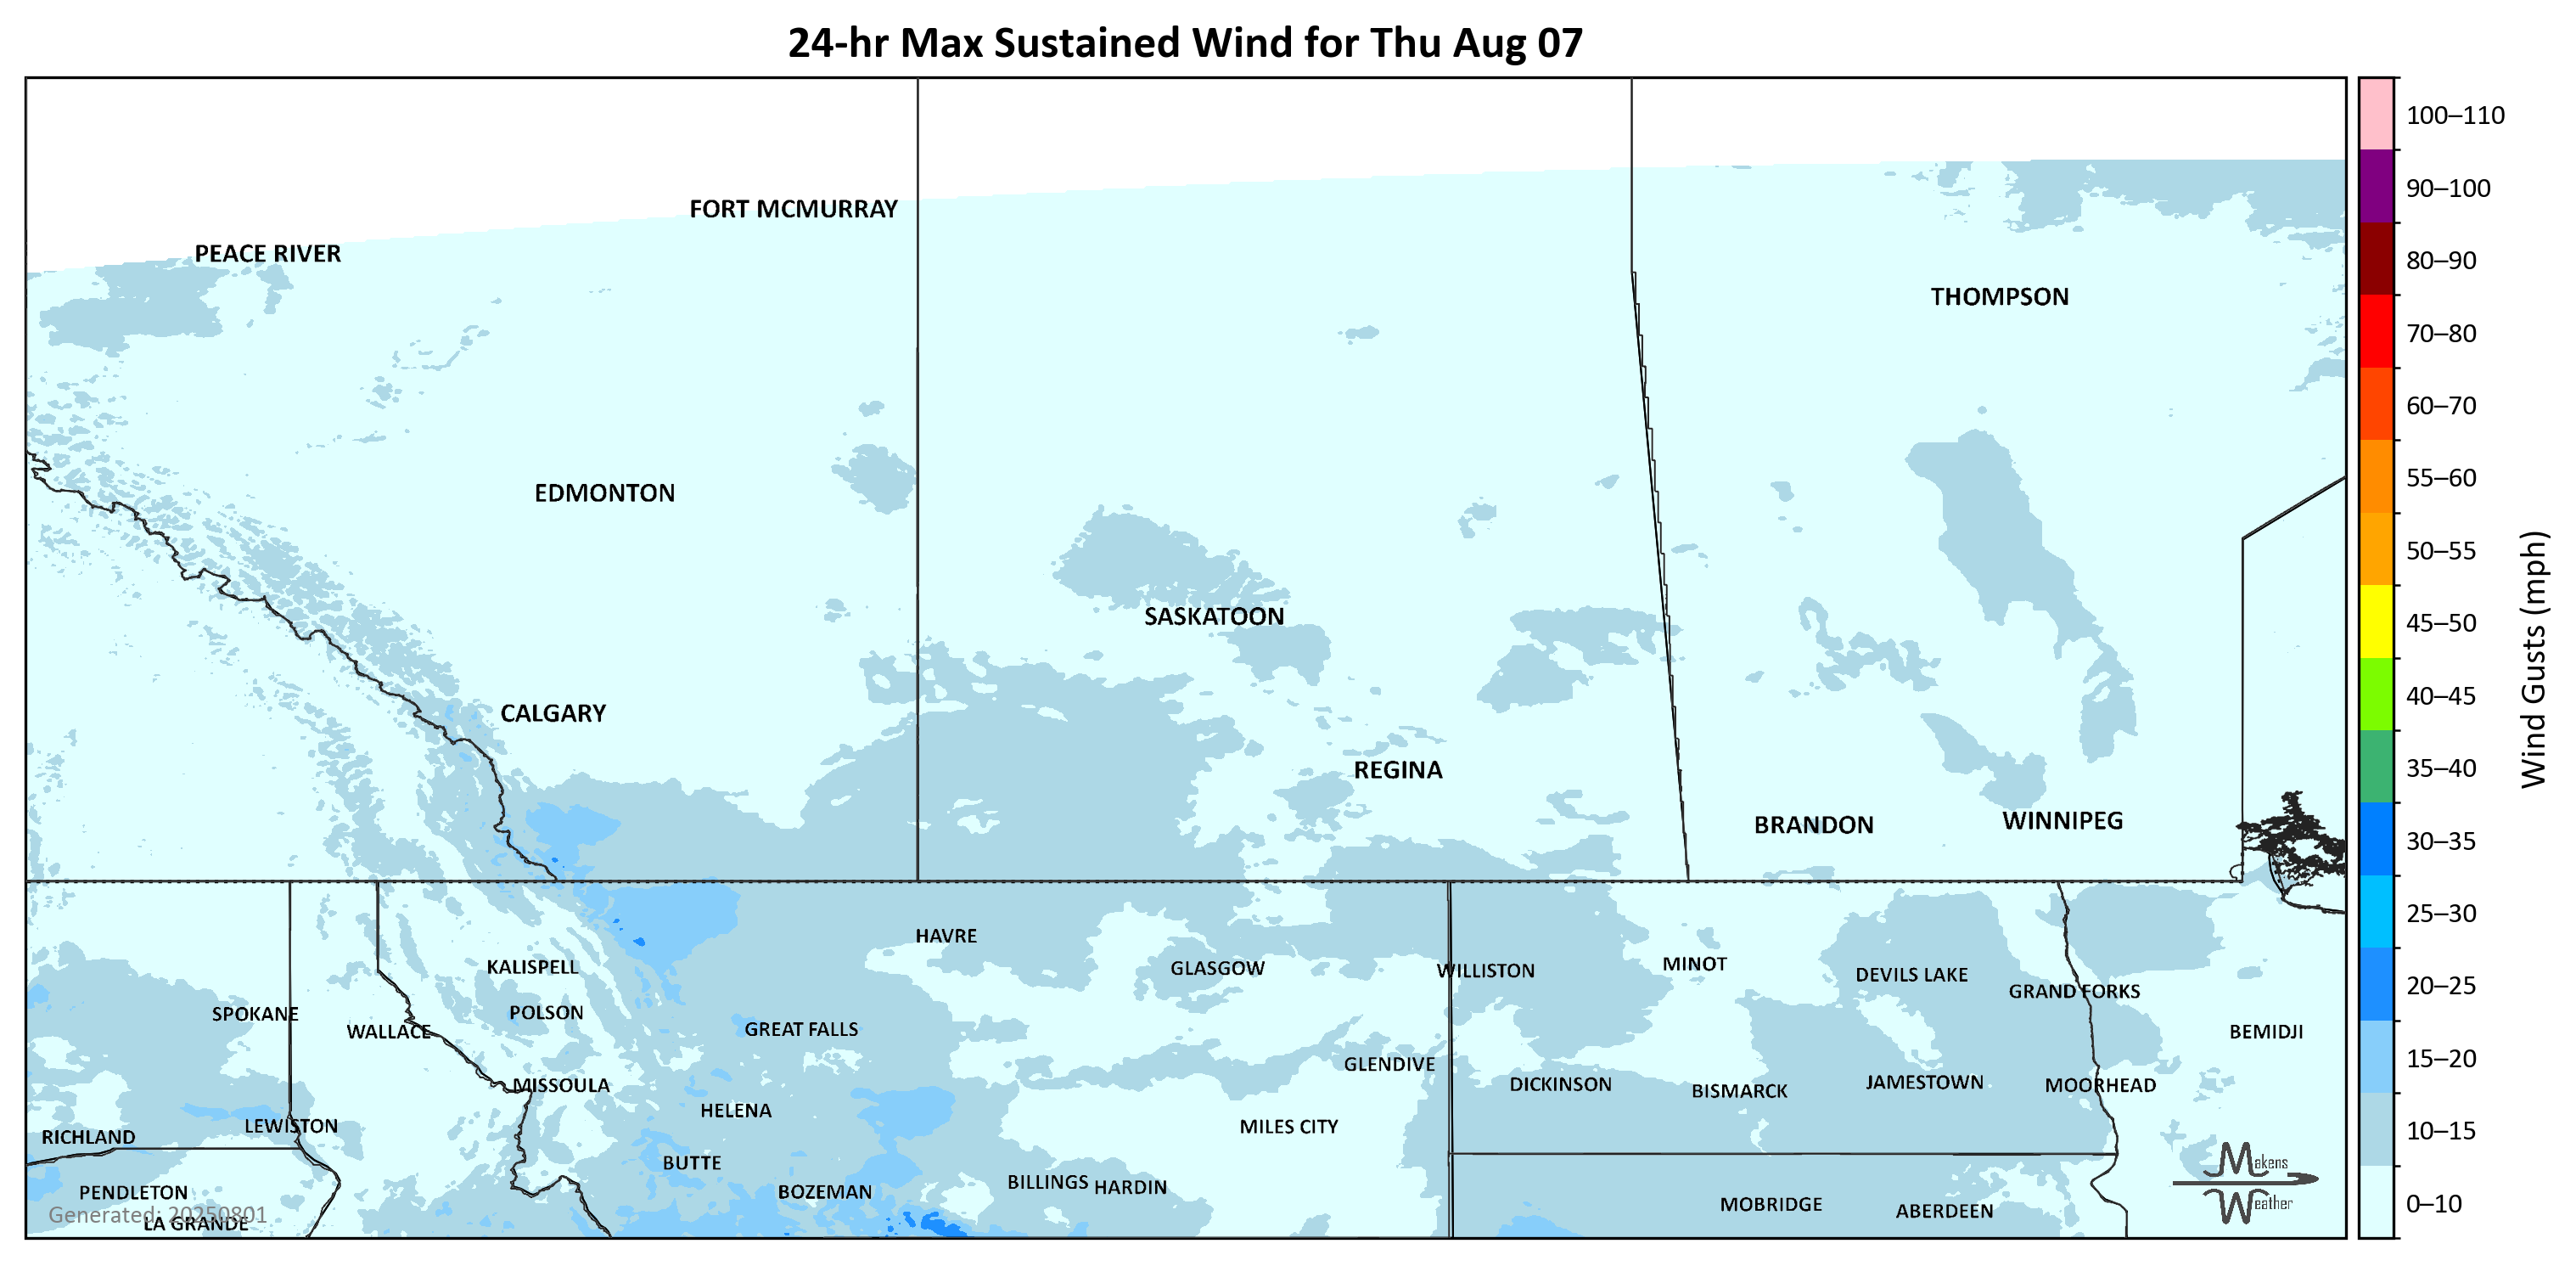 24-hr Max Sustained Wind for Thu Aug 07
100–110
90–100
80–90
70–80
60–70
55–60
50–55
45–50
40–45
35–40
30–35
25–30
20–25
15–20
10–15
0–10
Wind Gusts (mph)
FORT MCMURRAY
PEACE RIVER
THOMPSON
EDMONTON
SASKATOON
CALGARY
REGINA
BRANDON
WINNIPEG
HAVRE
KALISPELL
GLASGOW
WILLISTON
MINOT
DEVILS LAKE
GRAND FORKS
SPOKANE
POLSON
WALLACE
GREAT FALLS
BEMIDJI
GLENDIVE
MISSOULA
DICKINSON
BISMARCK
JAMESTOWN
MOORHEAD
HELENA
LEWISTON
MILES CITY
RICHLAND
BUTTE
BILLINGS
HARDIN
PENDLETON
BOZEMAN
MOBRIDGE
ABERDEEN
Generated: 20250801
LA GRANDE
Makens
Weather